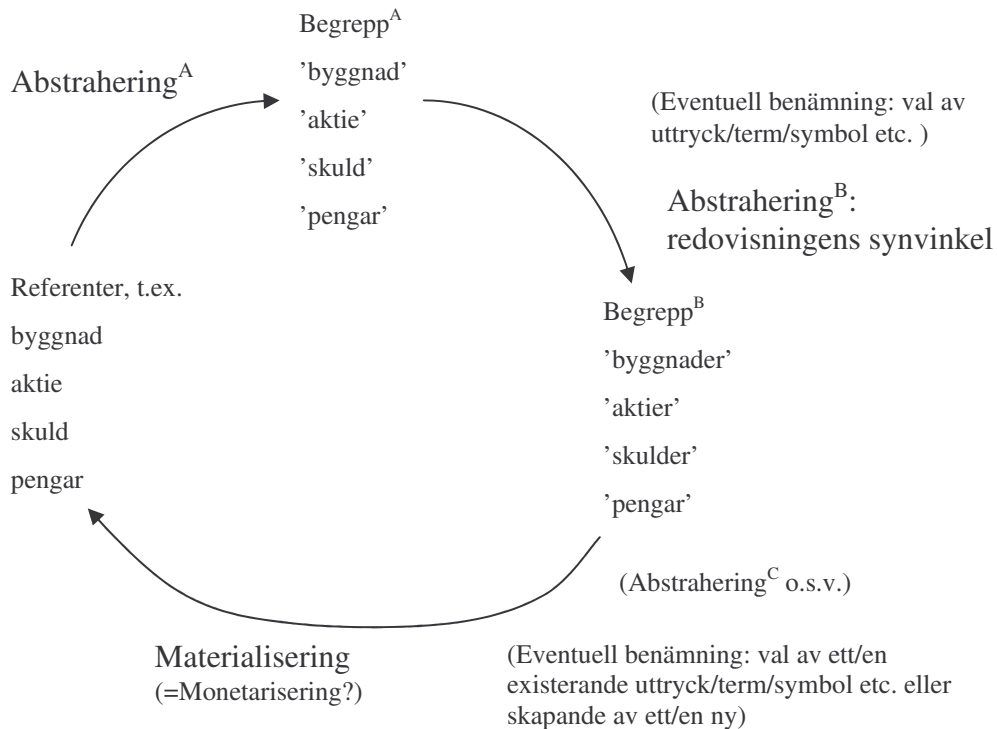 Abstrahering^A
Begrepp^A
’byggnad’
’aktie’
’skuld’
’pengar’
(Eventuell benämning: val av
uttryck/term/symbol etc. )
Abstrahering^B:
redovisningens synvinkel
Referenter, t.ex.
byggnad
aktie
skuld
pengar
Begrepp^B
’byggnader’
’aktier’
’skulder’
’pengar’
(Abstrahering^C o.s.v.)
Materialisering
(=Monetarisering?)
(Eventuell benämning: val av ett/en
existerande uttryck/term/symbol etc. eller
skapande av ett/en ny)